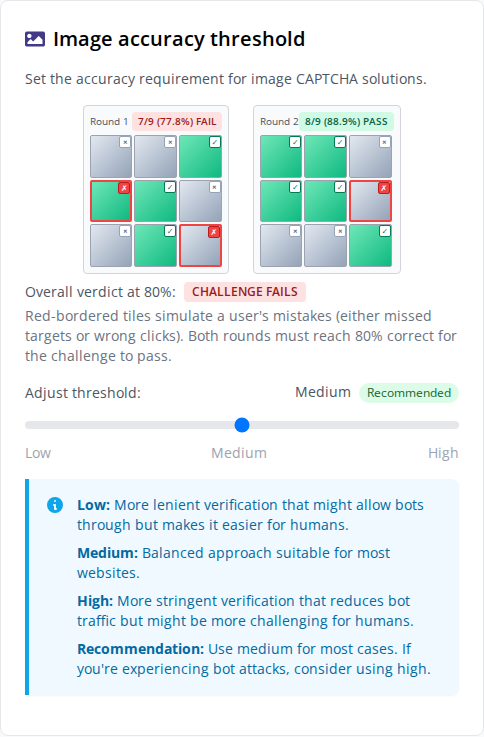 Image accuracy threshold
Set the accuracy requirement for image CAPTCHA solutions.
Round 1 7/9 (77.8%) FAIL
Round 2 8/9 (88.9%) PASS
Overall verdict at 80%: CHALLENGE FAILS
Red-bordered tiles simulate a user's mistakes (either missed
targets or wrong clicks). Both rounds must reach 80% correct for
the challenge to pass.
Adjust threshold: Medium Recommended
Low Medium High
Low: More lenient verification that might allow bots
through but makes it easier for humans.
Medium: Balanced approach suitable for most
websites.
High: More stringent verification that reduces bot
traffic but might be more challenging for humans.
Recommendation: Use medium for most cases. If
you're experiencing bot attacks, consider using high.